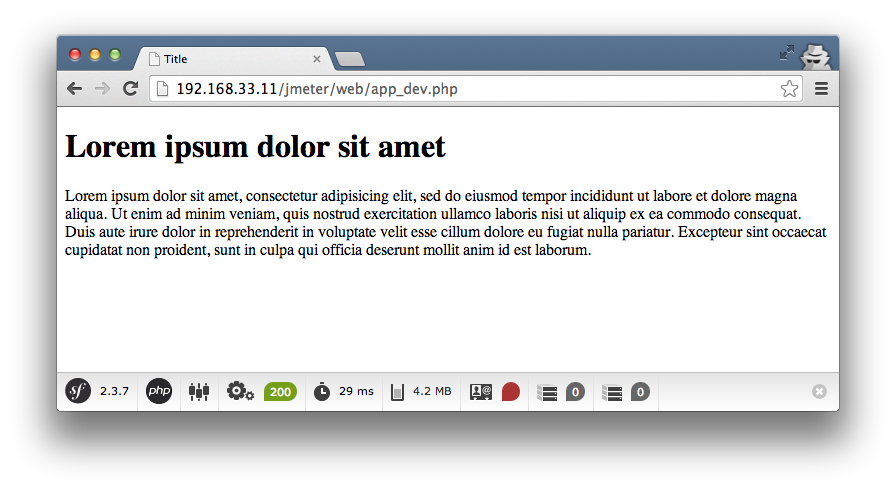 Title
192.168.33.11/jmeter/web/app_dev.php
Lorem ipsum dolor sit amet
Lorem ipsum dolor sit amet, consectetur adipisicing elit, sed do eiusmod tempor incididunt ut labore et dolore magna
aliqua. Ut enim ad minim veniam, quis nostrud exercitation ullamco laboris nisi ut aliquip ex ea commodo consequat.
Duis aute irure dolor in reprehenderit in voluptate velit esse cillum dolore eu fugiat nulla pariatur. Excepteur sint occaecat
cupidatat non proident, sunt in culpa qui officia deserunt mollit anim id est laborum.
sf 2.3.7 php 200 29 ms 4.2 MB @ 0 0